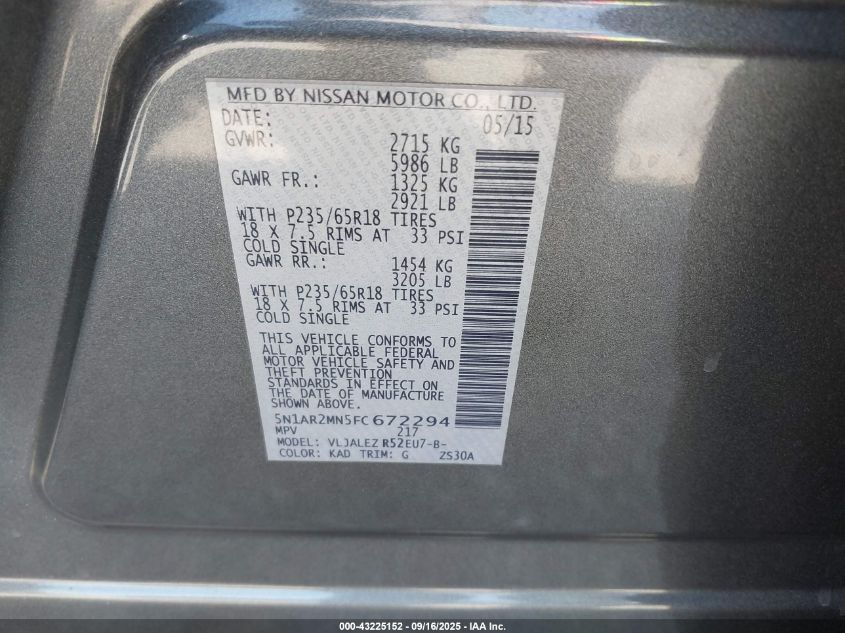 MFD BY NISSAN MOTOR CO., LTD.
DATE: 05/15
GVWR: 2715 KG
5986 LB
GAWR FR.: 1325 KG
2921 LB
WITH P235/65R18 TIRES
18 X 7.5 RIMS AT 33 PSI
COLD SINGLE
GAWR RR.: 1454 KG
3205 LB
WITH P235/65R18 TIRES
18 X 7.5 RIMS AT 33 PSI
COLD SINGLE
THIS VEHICLE CONFORMS TO
ALL APPLICABLE FEDERAL
MOTOR VEHICLE SAFETY AND
THEFT PREVENTION
STANDARDS IN EFFECT ON
THE DATE OF MANUFACTURE
SHOWN ABOVE.
5N1AR2MN5FC672294
MPV 217
MODEL: VLJALEZ R52EU7-B-
COLOR: KAD TRIM: G ZS30A
000-43225152 - 09/16/2025 - IAA Inc.